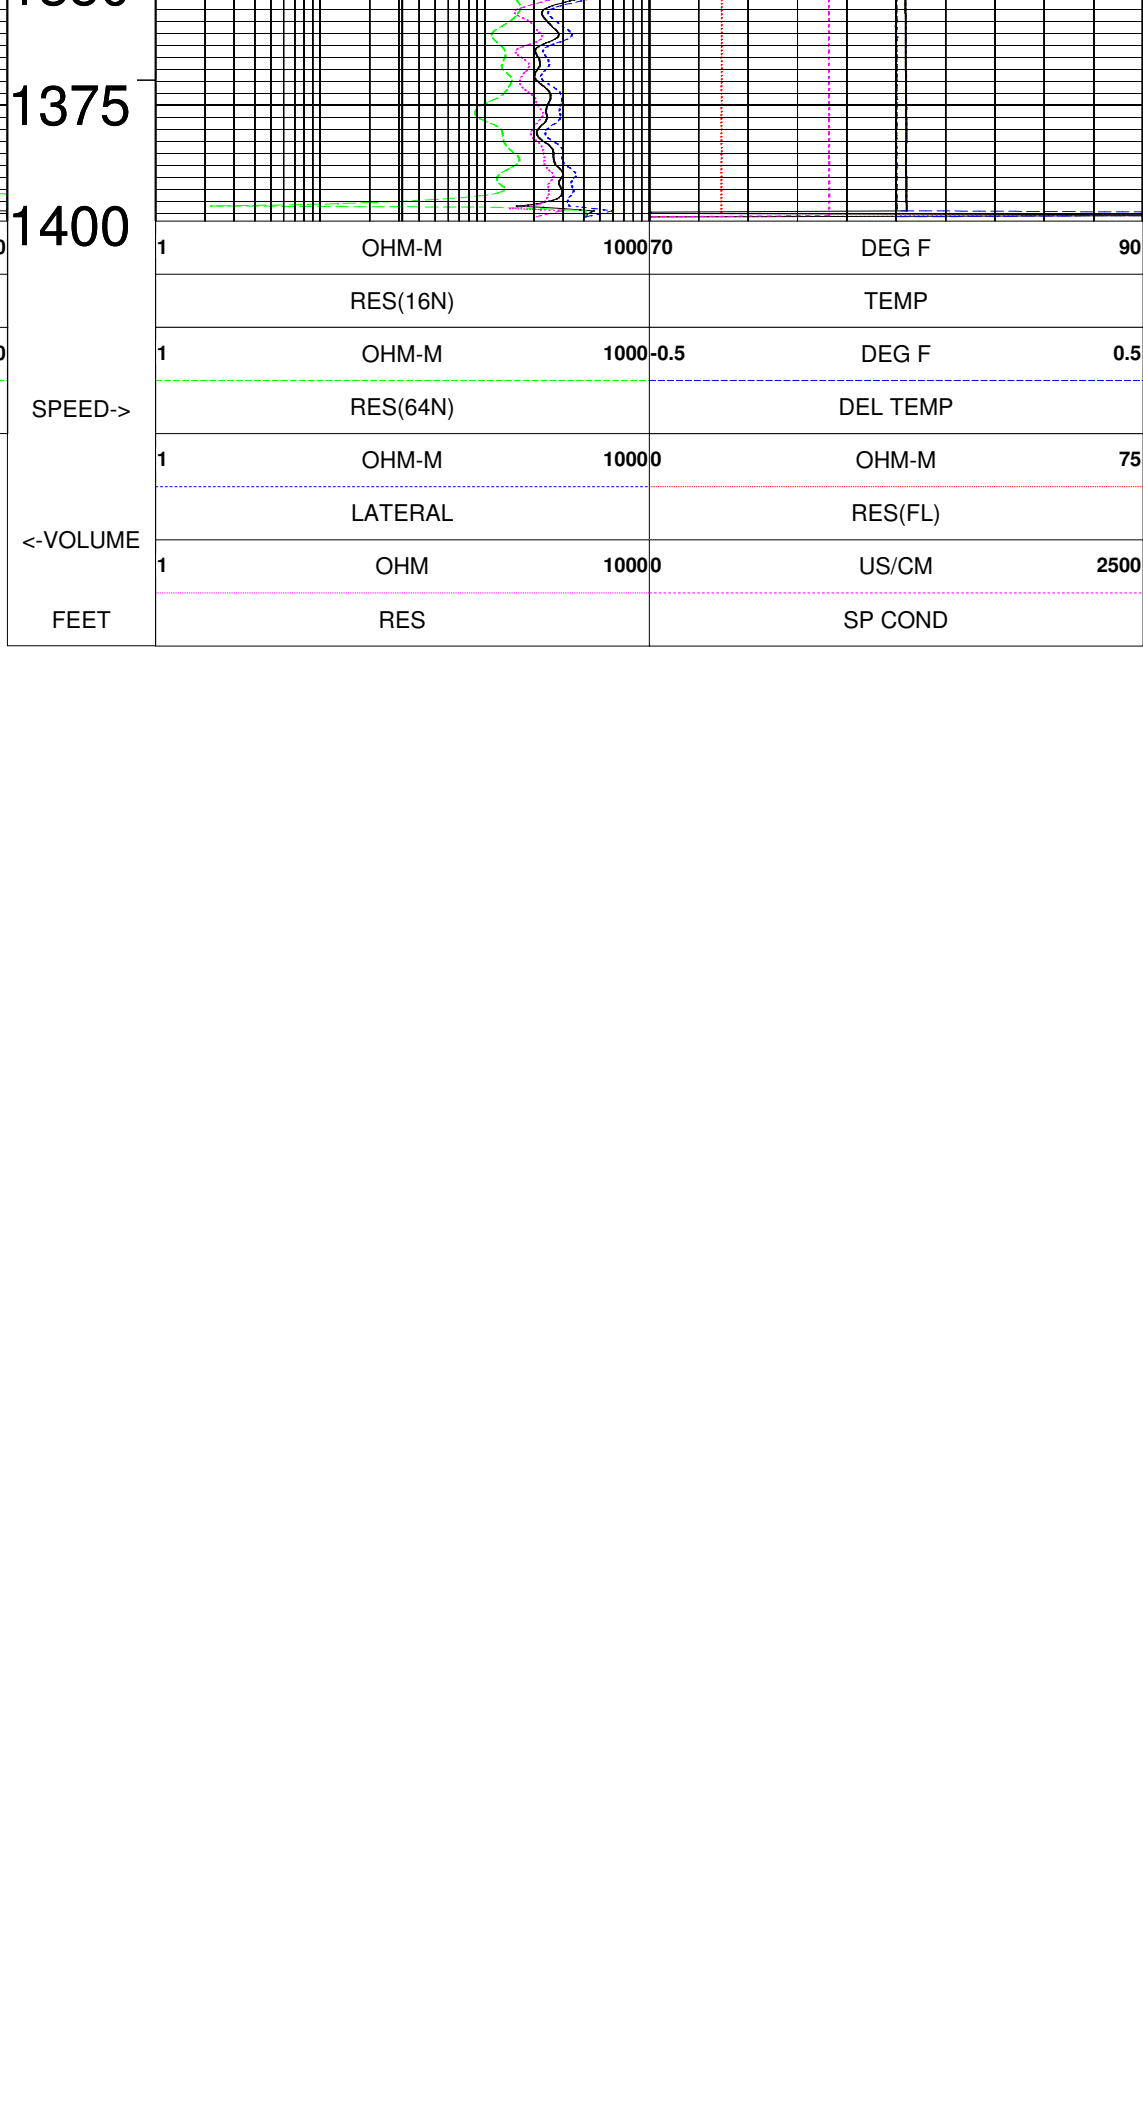 1375
1400
0 1 OHM-M 1000 70 DEG F 90
RES(16N) TEMP
0 1 OHM-M 1000 -0.5 DEG F 0.5
SPEED-> RES(64N) DEL TEMP
1 OHM-M 1000 0 OHM-M 75
LATERAL RES(FL)
<-VOLUME
1 OHM 1000 0 US/CM 2500
FEET RES SP COND